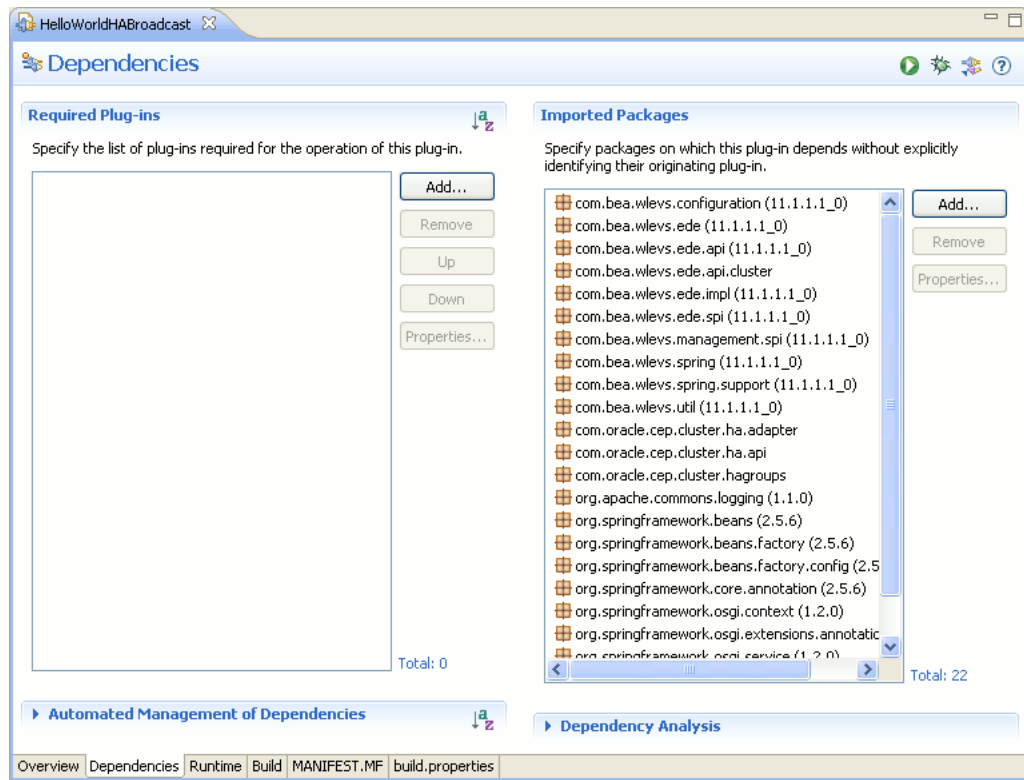 HelloWorldHABroadcast
Dependencies
Required Plug-ins
Specify the list of plug-ins required for the operation of this plug-in.
Add...
Remove
Up
Down
Properties...
Total: 0
Automated Management of Dependencies
Imported Packages
Specify packages on which this plug-in depends without explicitly
identifying their originating plug-in.
com.bea.wlevs.configuration (11.1.1.1_0)
com.bea.wlevs.ede (11.1.1.1_0)
com.bea.wlevs.ede.api (11.1.1.1_0)
com.bea.wlevs.ede.api.cluster
com.bea.wlevs.ede.impl (11.1.1.1_0)
com.bea.wlevs.ede.spi (11.1.1.1_0)
com.bea.wlevs.management.spi (11.1.1.1_0)
com.bea.wlevs.spring (11.1.1.1_0)
com.bea.wlevs.spring.support (11.1.1.1_0)
com.bea.wlevs.util (11.1.1.1_0)
com.oracle.cep.cluster.ha.adapter
com.oracle.cep.cluster.ha.api
com.oracle.cep.cluster.hagroups
org.apache.commons.logging (1.1.0)
org.springframework.beans (2.5.6)
org.springframework.beans.factory (2.5.6)
org.springframework.beans.factory.config (2.5
org.springframework.core.annotation (2.5.6)
org.springframework.osgi.context (1.2.0)
org.springframework.osgi.extensions.annotatic
org.springframework.osgi.service (1.2.0)
Add...
Remove
Properties...
Total: 22
Dependency Analysis
Overview Dependencies Runtime Build MANIFEST.MF build.properties